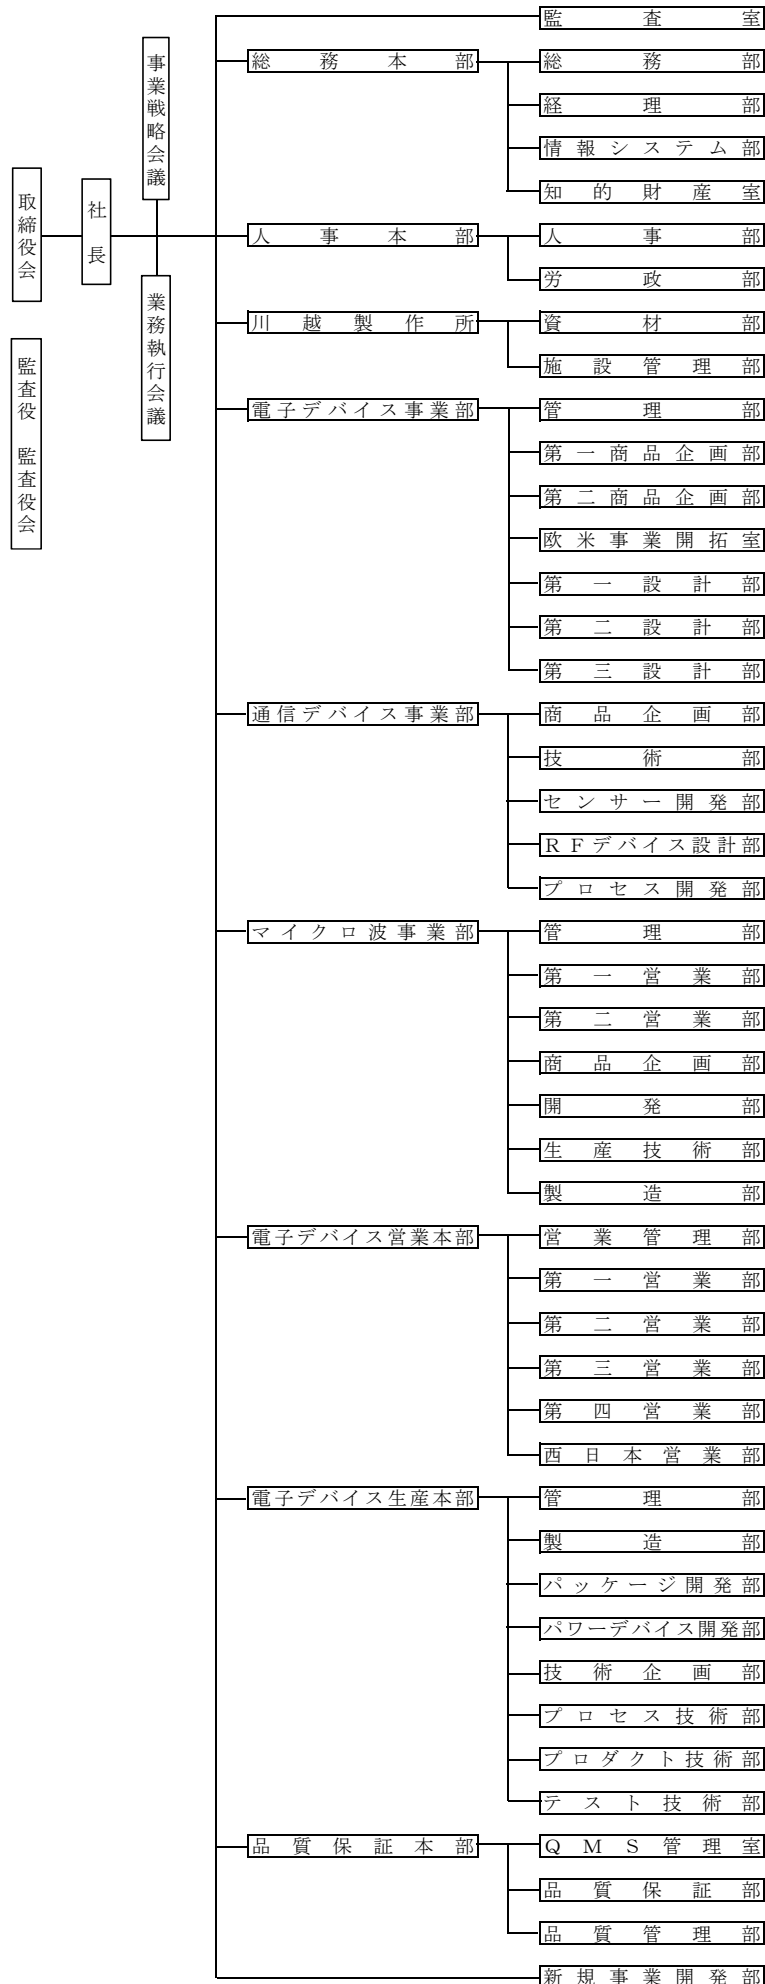 取締役会
監査役 監査役会
社長
事業戦略会議
業務執行会議
監査室
総務本部
総務部
経理部
情報システム部
知的財産室
人事本部
人事部
労政部
川越製作所
資材部
施設管理部
電子デバイス事業部
管理部
第一商品企画部
第二商品企画部
欧米事業開拓室
第一設計部
第二設計部
第三設計部
通信デバイス事業部
商品企画部
技術部
センサー開発部
RFデバイス設計部
プロセス開発部
マイクロ波事業部
管理部
第一営業部
第二営業部
商品企画部
開発部
生産技術部
製造部
電子デバイス営業本部
営業管理部
第一営業部
第二営業部
第三営業部
第四営業部
西日本営業部
電子デバイス生産本部
管理部
製造部
パッケージ開発部
パワーデバイス開発部
技術企画部
プロセス技術部
プロダクト技術部
テスト技術部
品質保証本部
QMS管理室
品質保証部
品質管理部
新規事業開発部